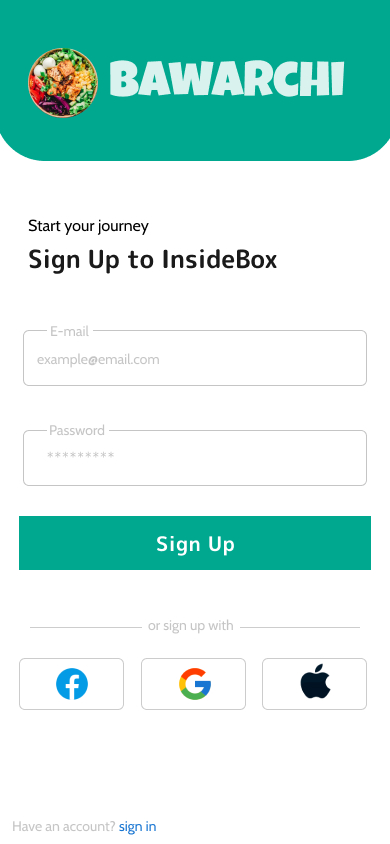 BAWARCHI
Start your journey
Sign Up to InsideBox
E-mail
example@email.com
Password
*********
Sign Up
or sign up with
Have an account? sign in